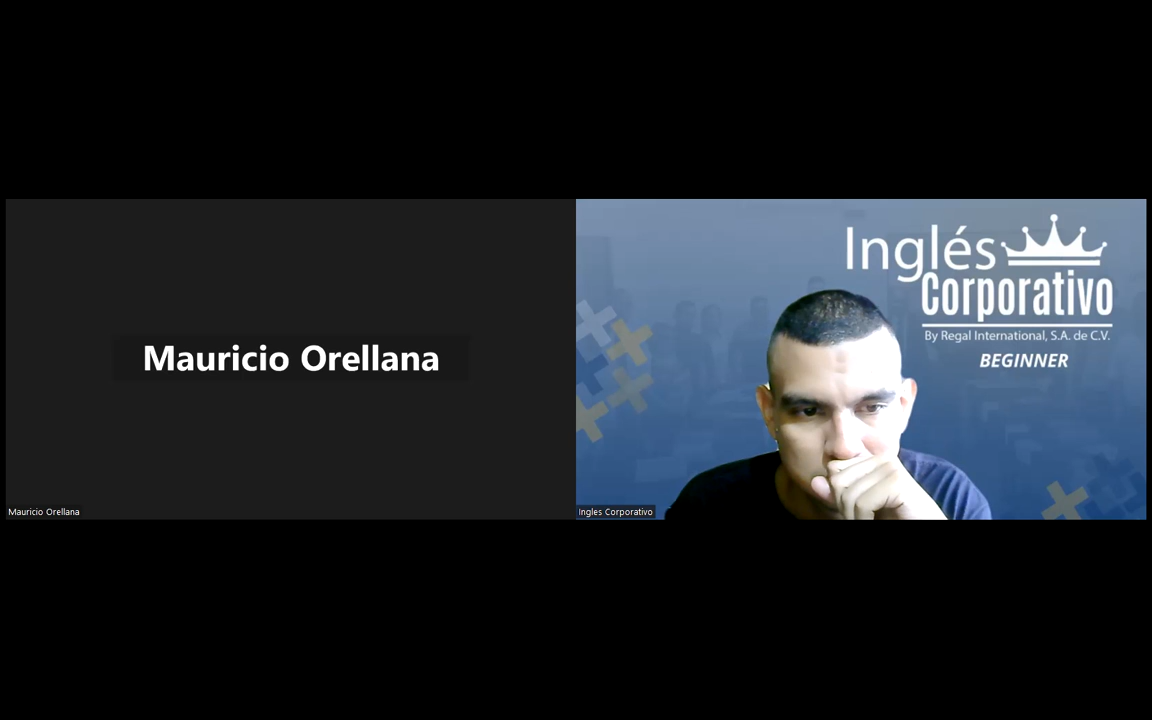 Mauricio Orellana
Mauricio Orellana
Inglés
Corporativo
By Regal International, S.A. de C.V.
BEGINNER
Ingles Corporativo